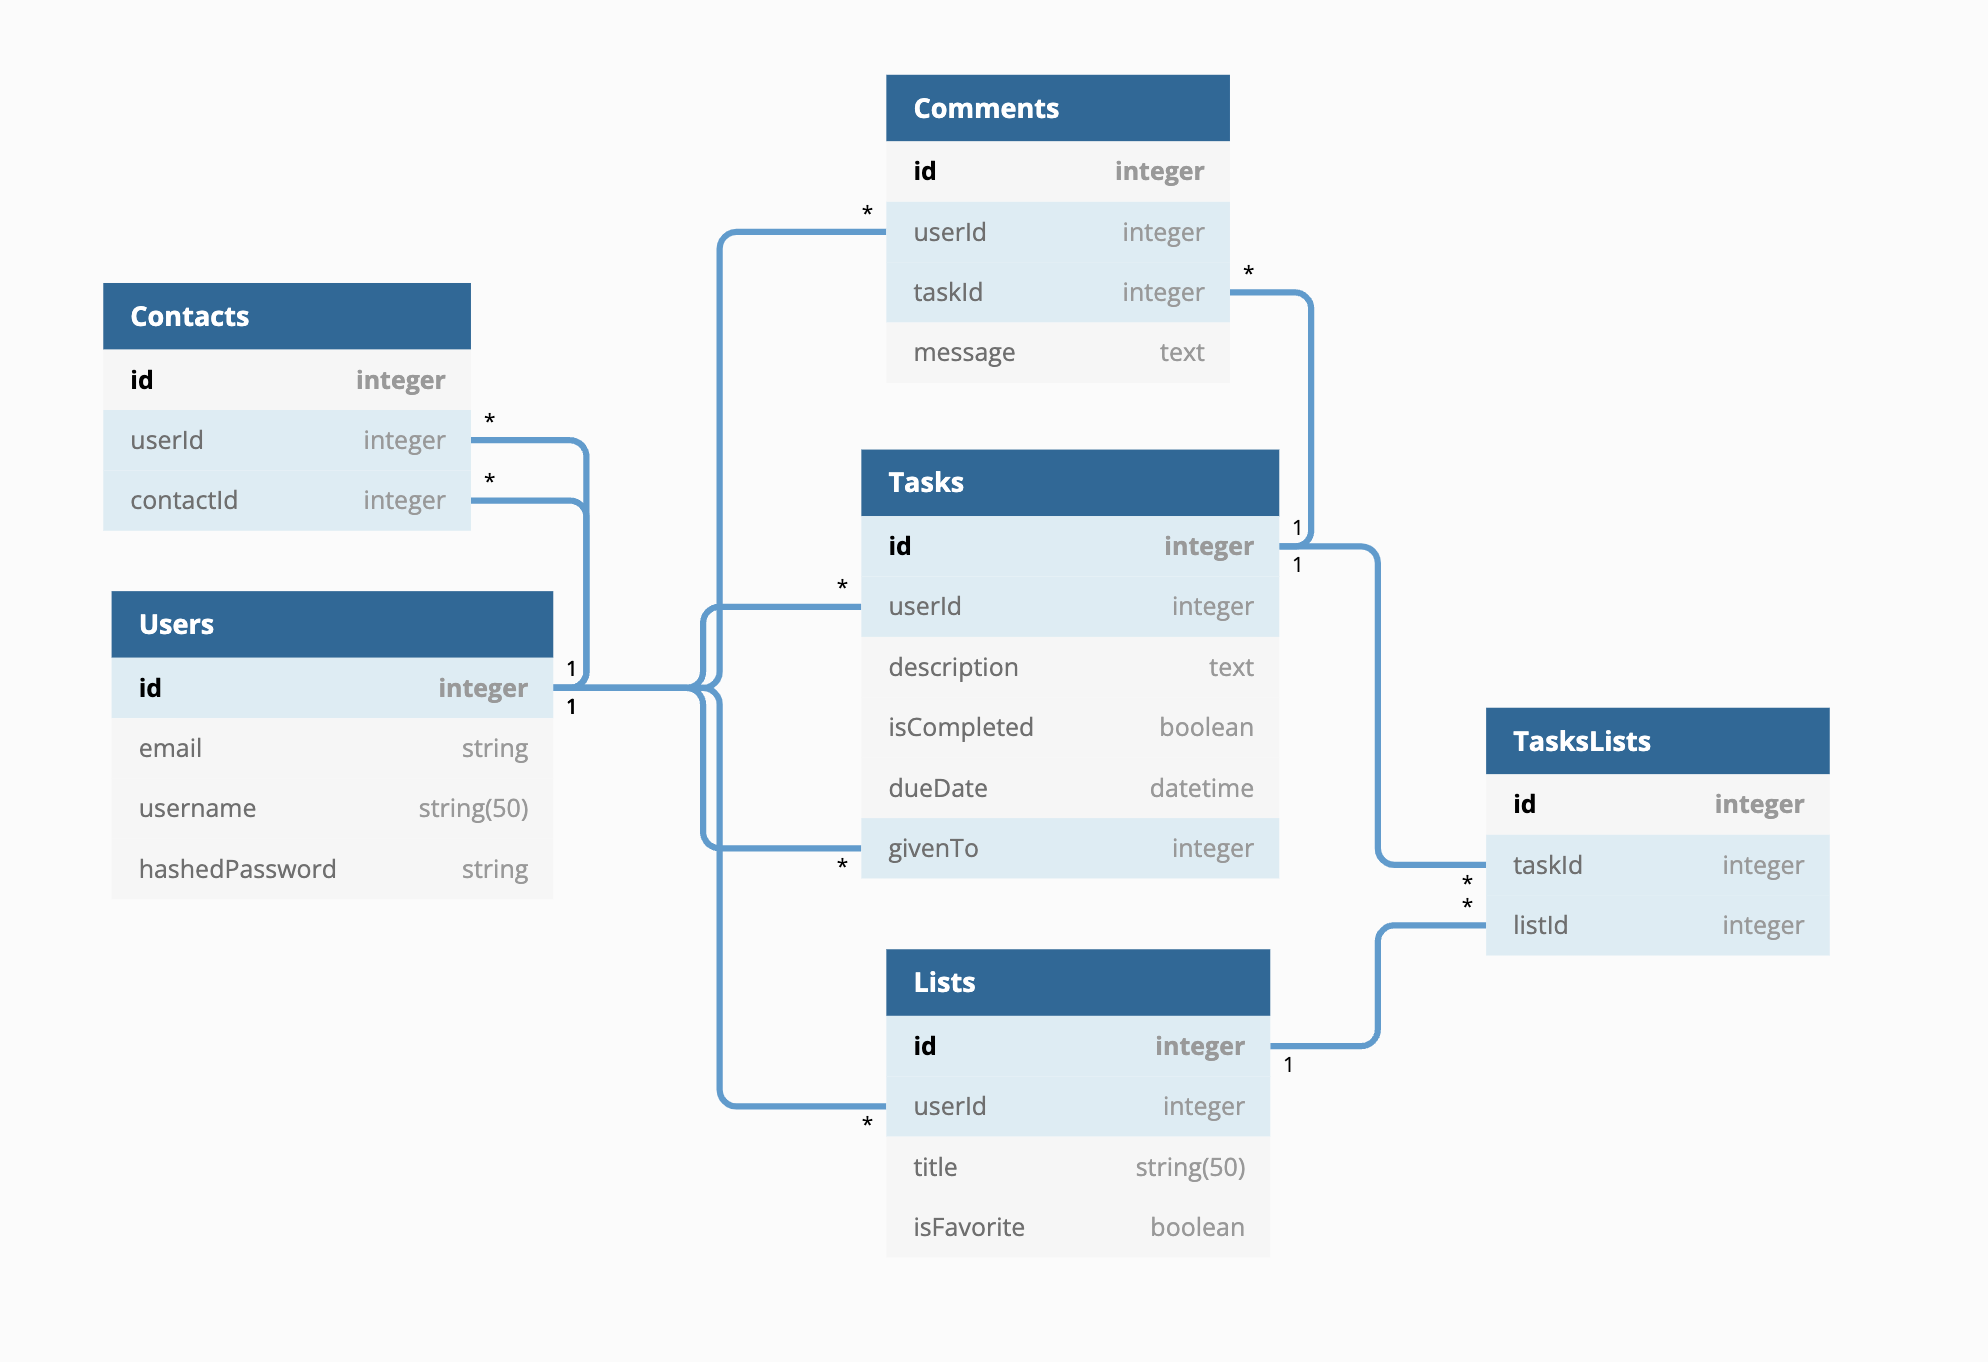 Comments
id integer
userId integer
taskId integer
message text
*
*
Contacts
id integer
userId integer
contactId integer
*
*
Users
id integer
email string
username string(50)
hashedPassword string
1
1
Tasks
id integer
userId integer
description text
isCompleted boolean
dueDate datetime
givenTo integer
*
*
1
1
TasksLists
id integer
taskId integer
listId integer
*
*
Lists
id integer
userId integer
title string(50)
isFavorite boolean
1
*